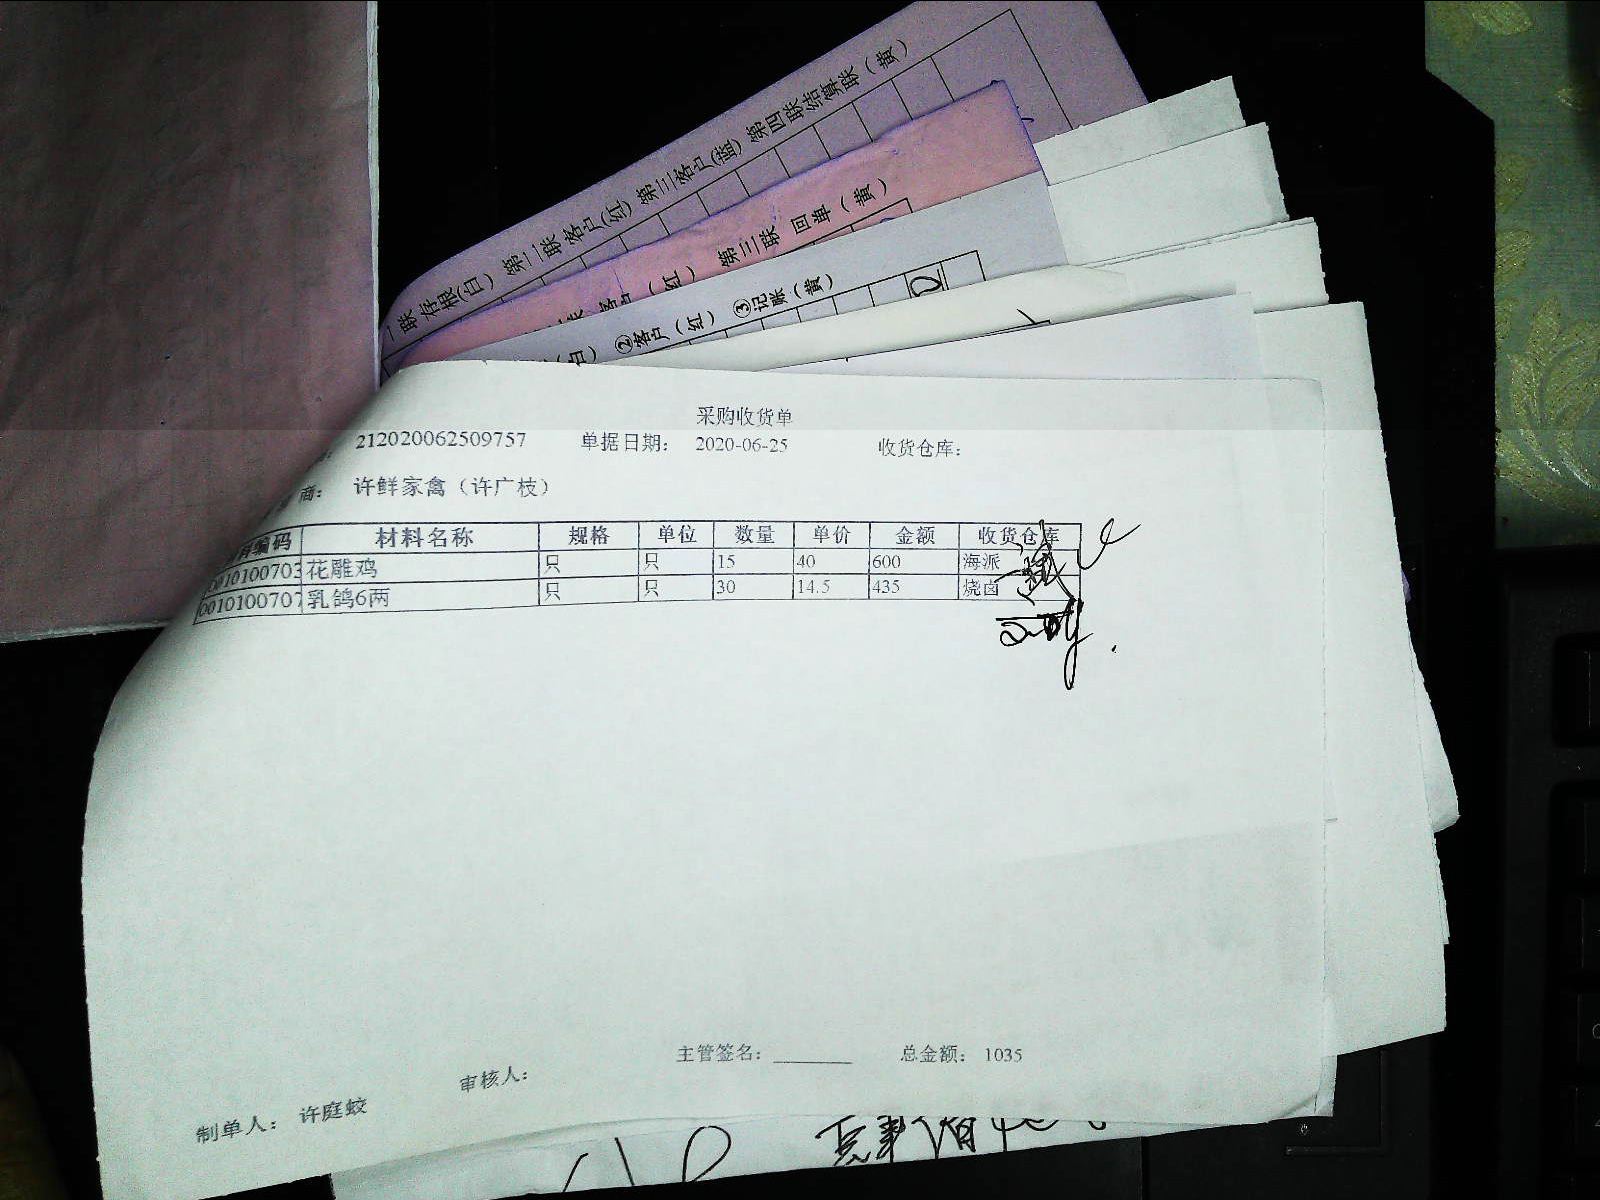 联存根(白) 第二联客户(红) 第三客户(蓝) 第四联结算联(黄)
客户(红) 第三联 回单(黄)
②客户(红) ③记账(黄)
采购收货单
212020062509757 单据日期: 2020-06-25 收货仓库:
商: 许鲜家禽(许广枝)
编码 材料名称 规格 单位 数量 单价 金额 收货仓库
0010100703 花雕鸡 只 只 15 40 600 海派
0010100707 乳鸽6两 只 只 30 14.5 435 烧卤
主管签名: 总金额: 1035
审核人:
制单人: 许庭蛟